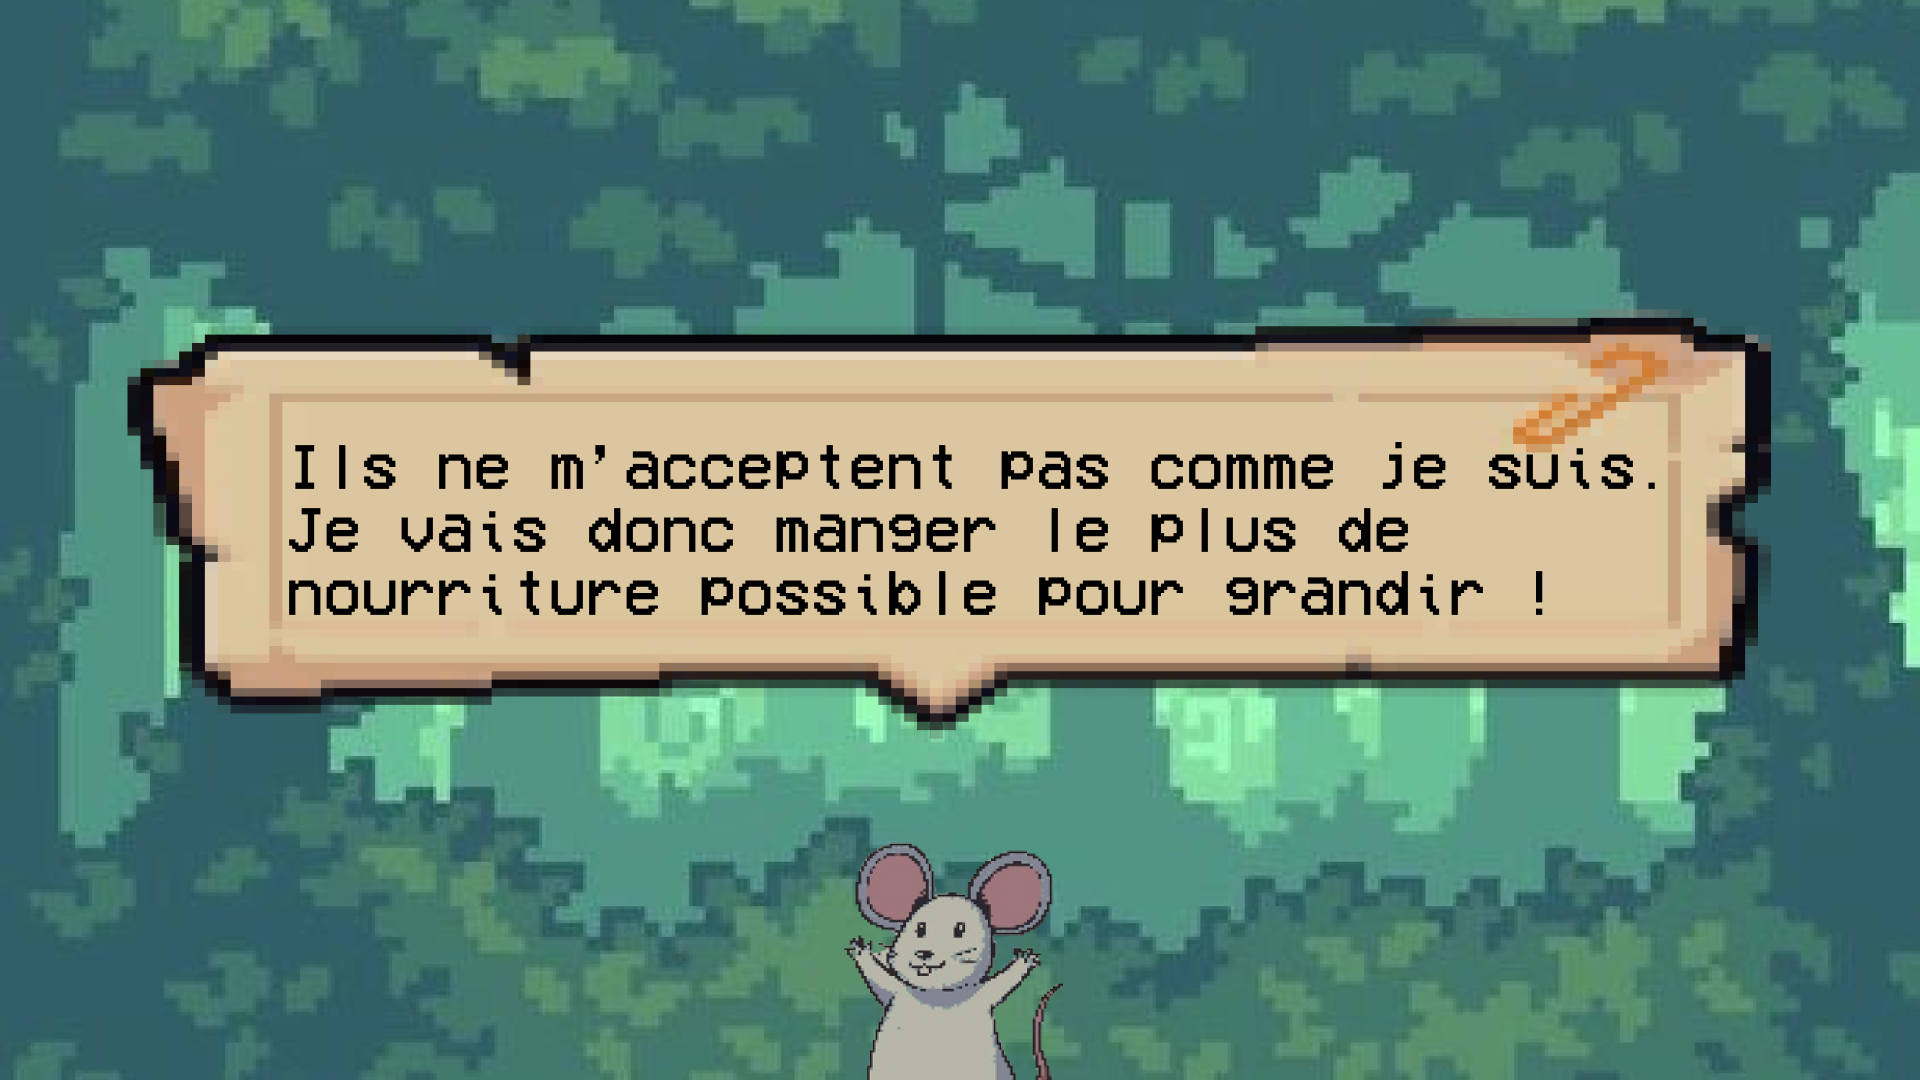 Ils ne m'acceptent pas comme je suis.
Je vais donc manger le plus de
nourriture possible pour grandir !